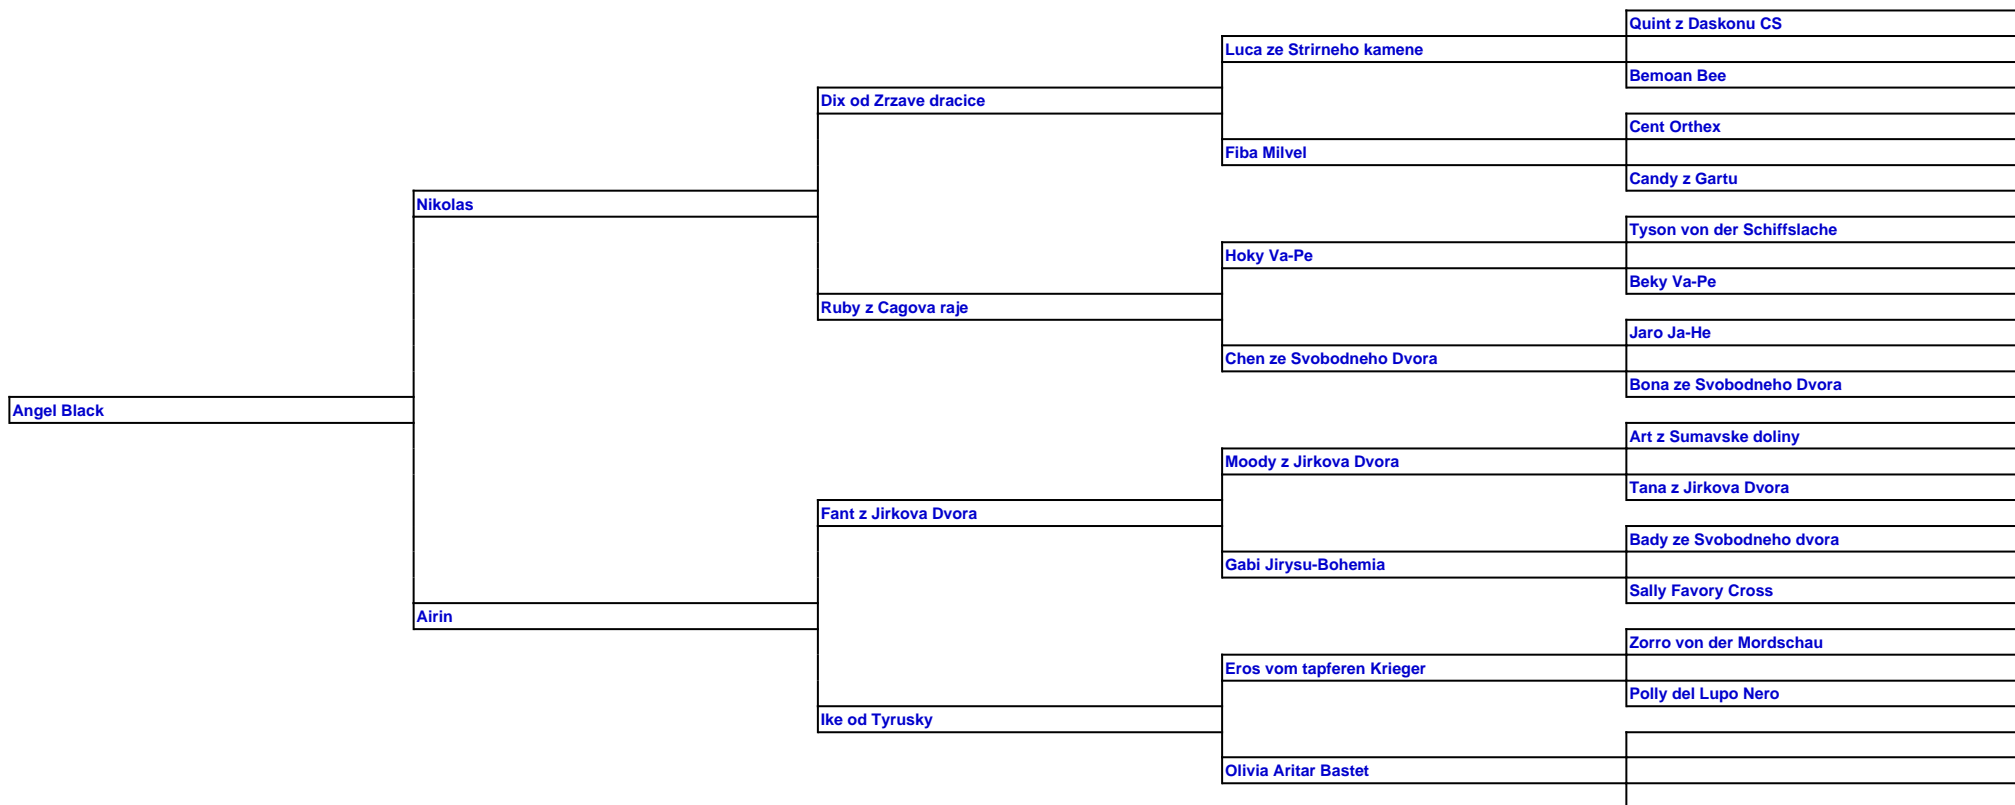 Quint z Daskonu CS
Luca ze Strirneho kamene
Bemoan Bee
Dix od Zrzave dracice
Cent Orthex
Fiba Milvel
Candy z Gartu
Nikolas
Tyson von der Schiffslache
Hoky Va-Pe
Beky Va-Pe
Ruby z Cagova raje
Jaro Ja-He
Chen ze Svobodneho Dvora
Bona ze Svobodneho Dvora
Angel Black
Art z Sumavske doliny
Moody z Jirkova Dvora
Tana z Jirkova Dvora
Fant z Jirkova Dvora
Bady ze Svobodneho dvora
Gabi Jirysu-Bohemia
Sally Favory Cross
Airin
Zorro von der Mordschau
Eros vom tapferen Krieger
Polly del Lupo Nero
Ike od Tyrusky
Olivia Aritar Bastet